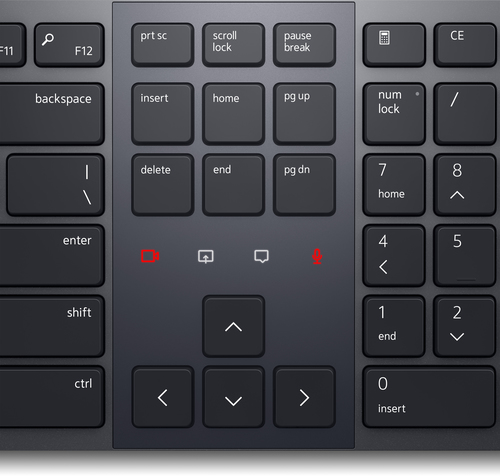 F11
F12
prt sc
scroll
lock
pause
break
CE
backspace
insert
home
pg up
num
lock
/
|
\
delete
end
pg dn
7
home
8
enter
4
5
shift
1
end
2
ctrl
0
insert